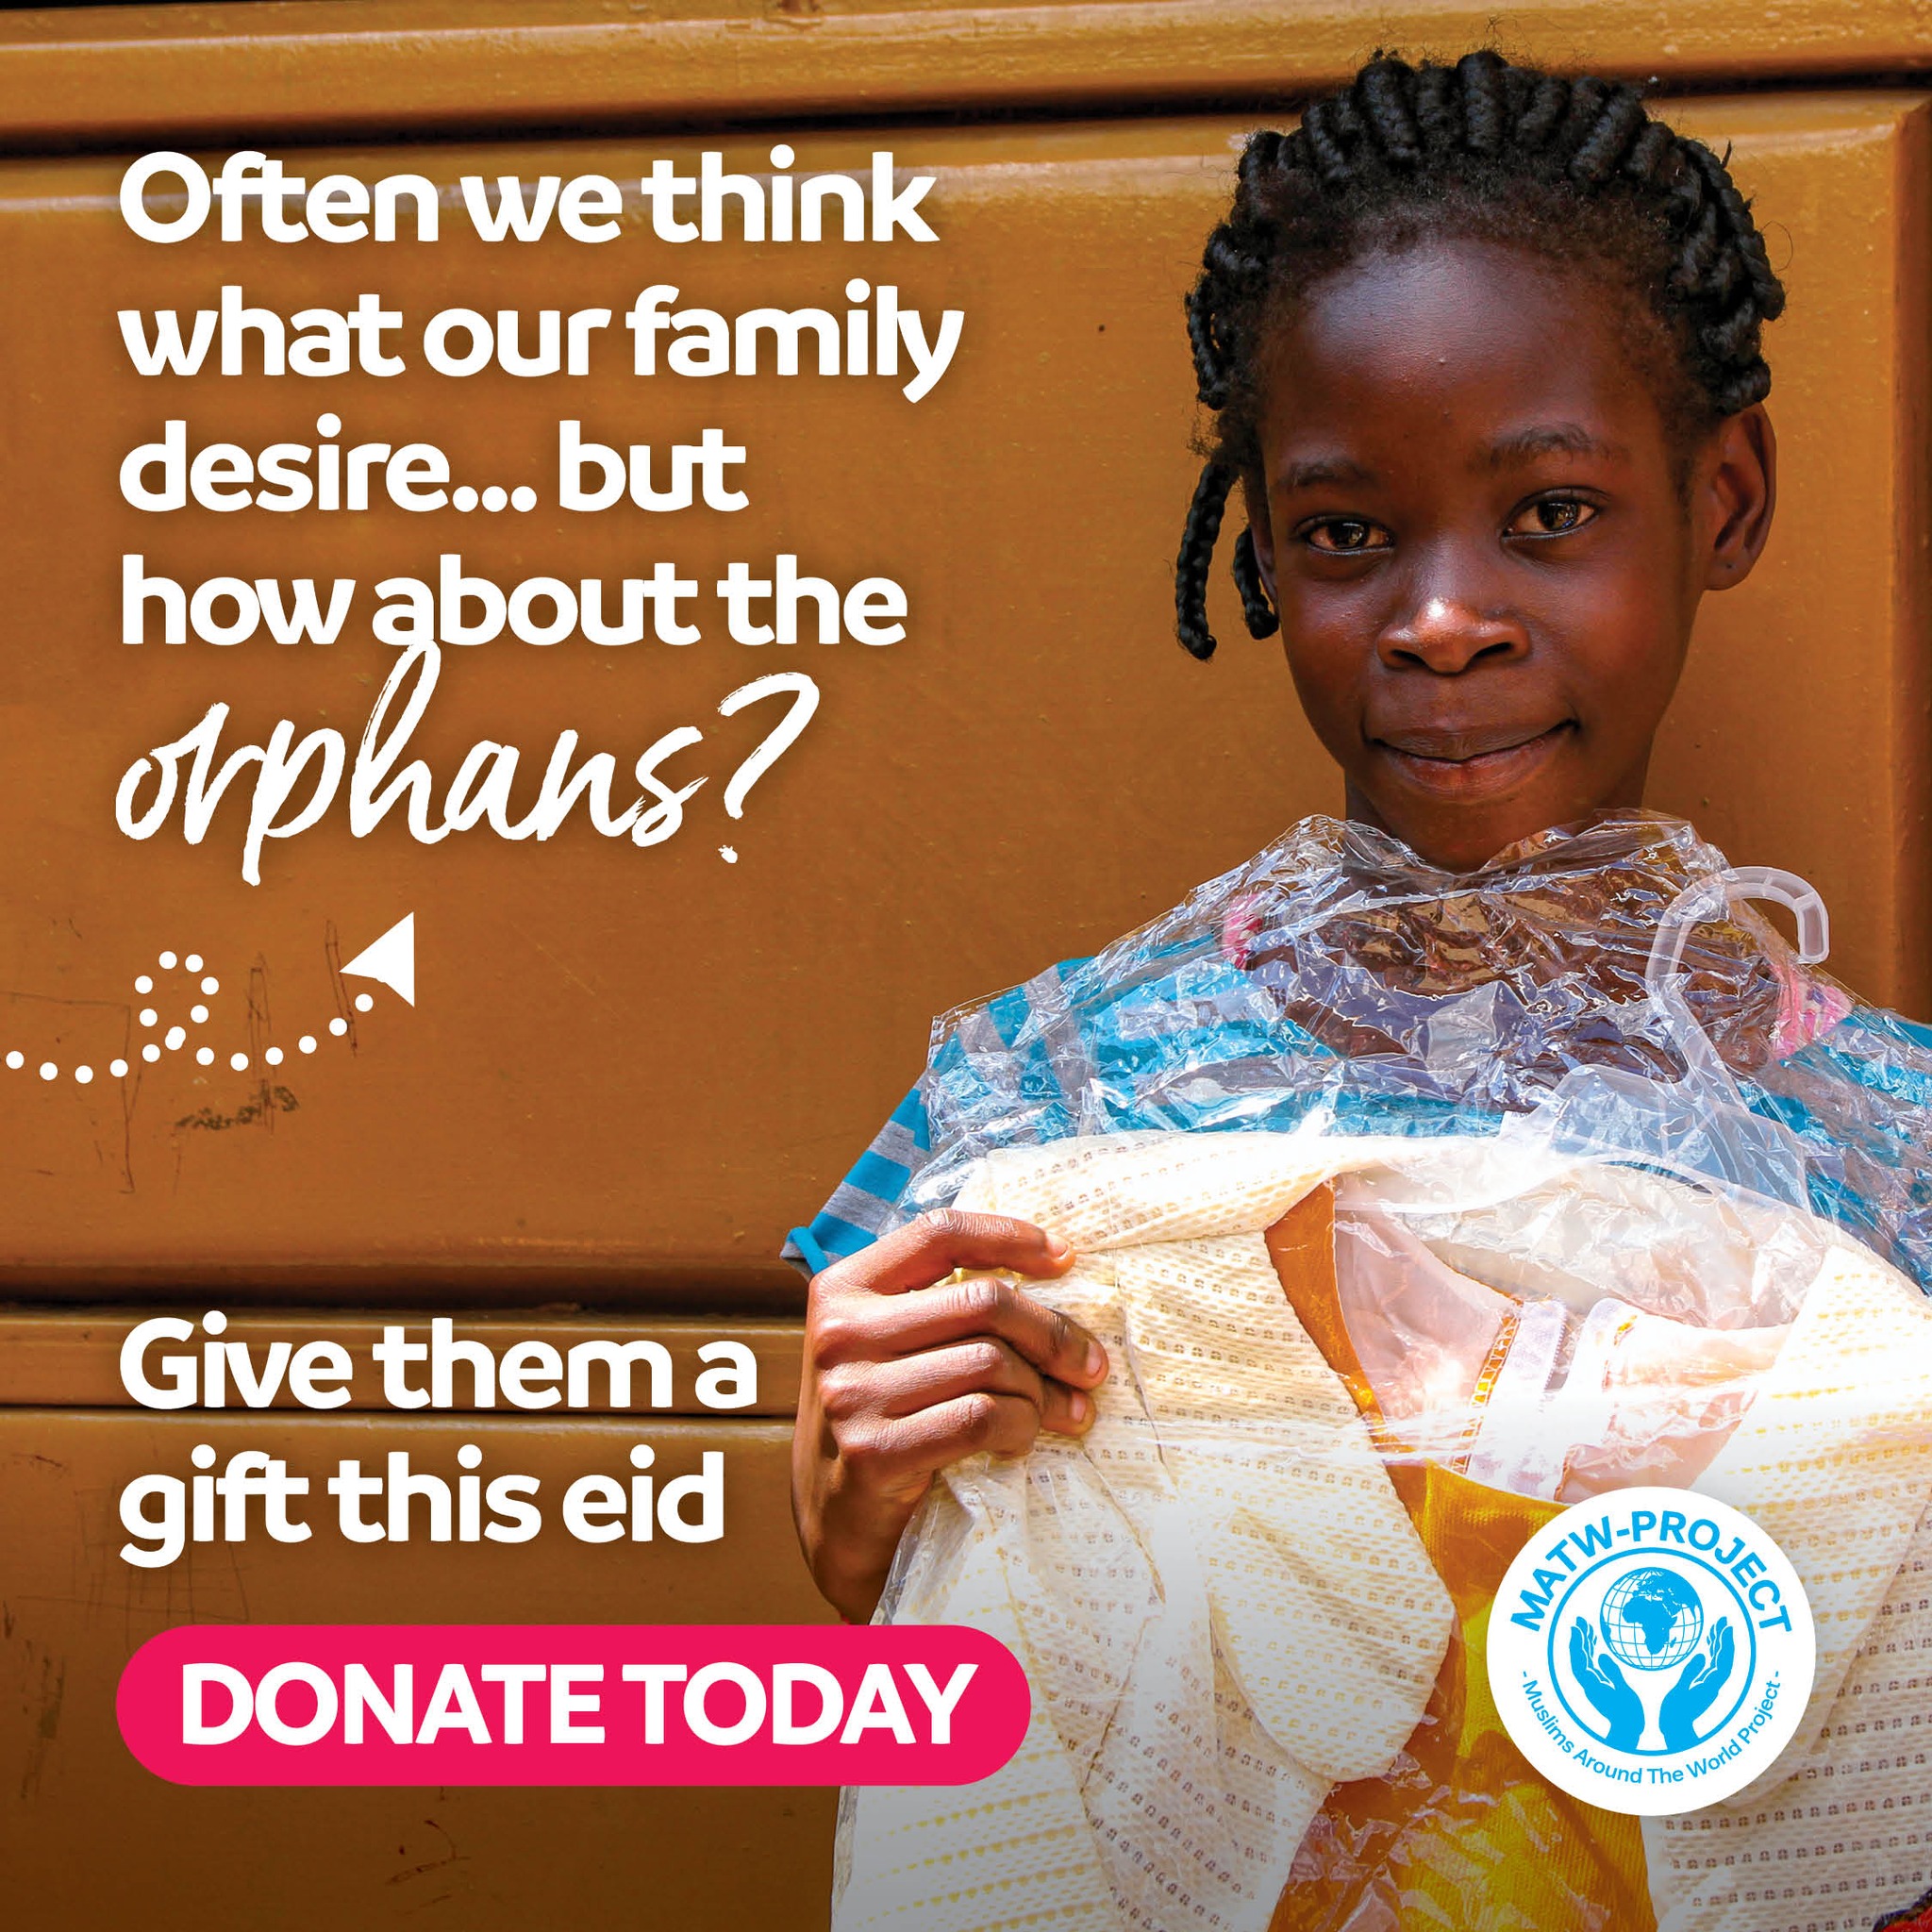 Often we think
what our family
desire... but
how about the
orphans?
Give them a
gift this eid
DONATE TODAY
MATW-PROJECT
- Muslims Around The World Project -